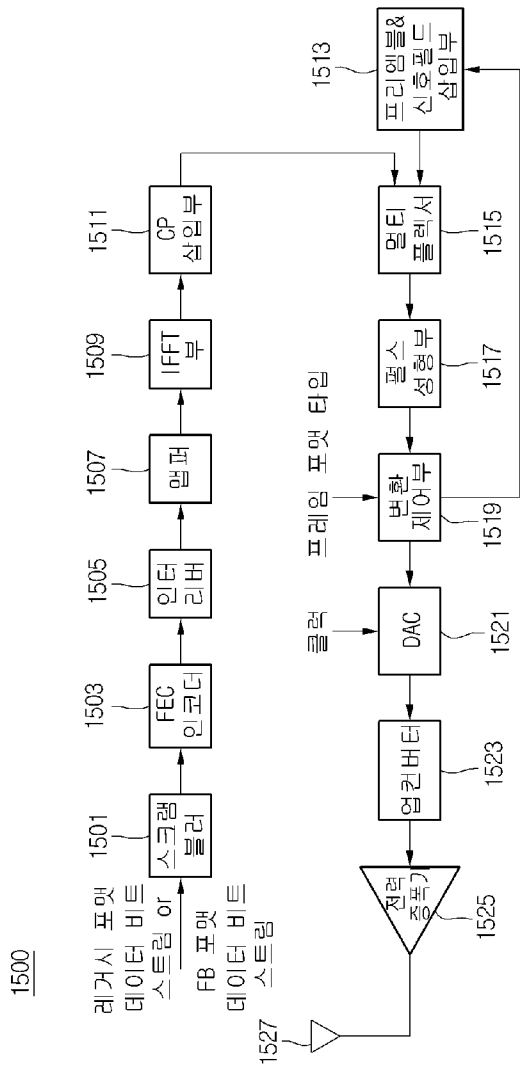 1500
레거시 포맷
데이터 비트
스트림 or
FB 포맷
데이터 비트
스트림
1501
스크램
블러
1503
FEC
인코더
1505
인터
리버
1507
맵퍼
1509
IFFT
부
1511
CP
삽입부
1513
프리엠블&
신호필드
삽입부
멀티
플렉서
1515
펄스
성형부
1517
프레임 포맷 타입
변환
제어부
1519
클럭
DAC
1521
업컨버터
1523
전력
증폭기
1525
1527